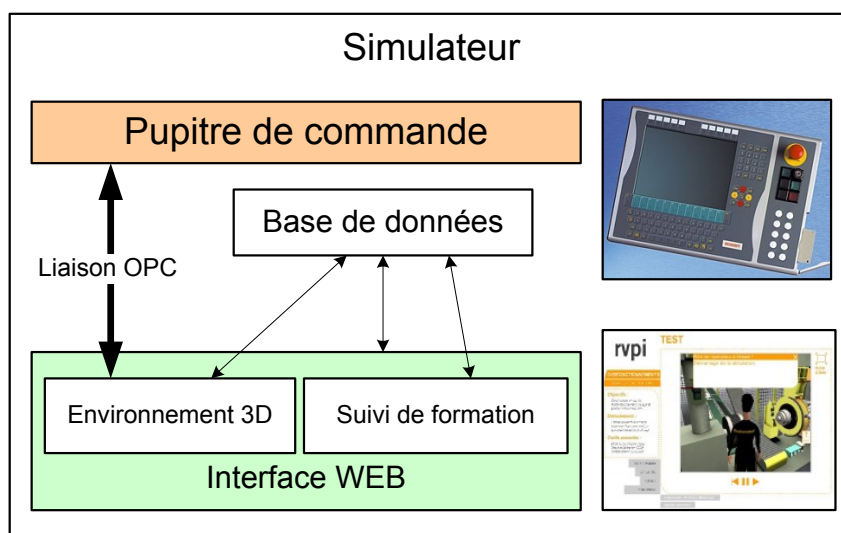 Simulateur
Pupitre de commande
Base de données
Liaison OPC
Environnement 3D
Suivi de formation
Interface WEB
rvpi
TEST